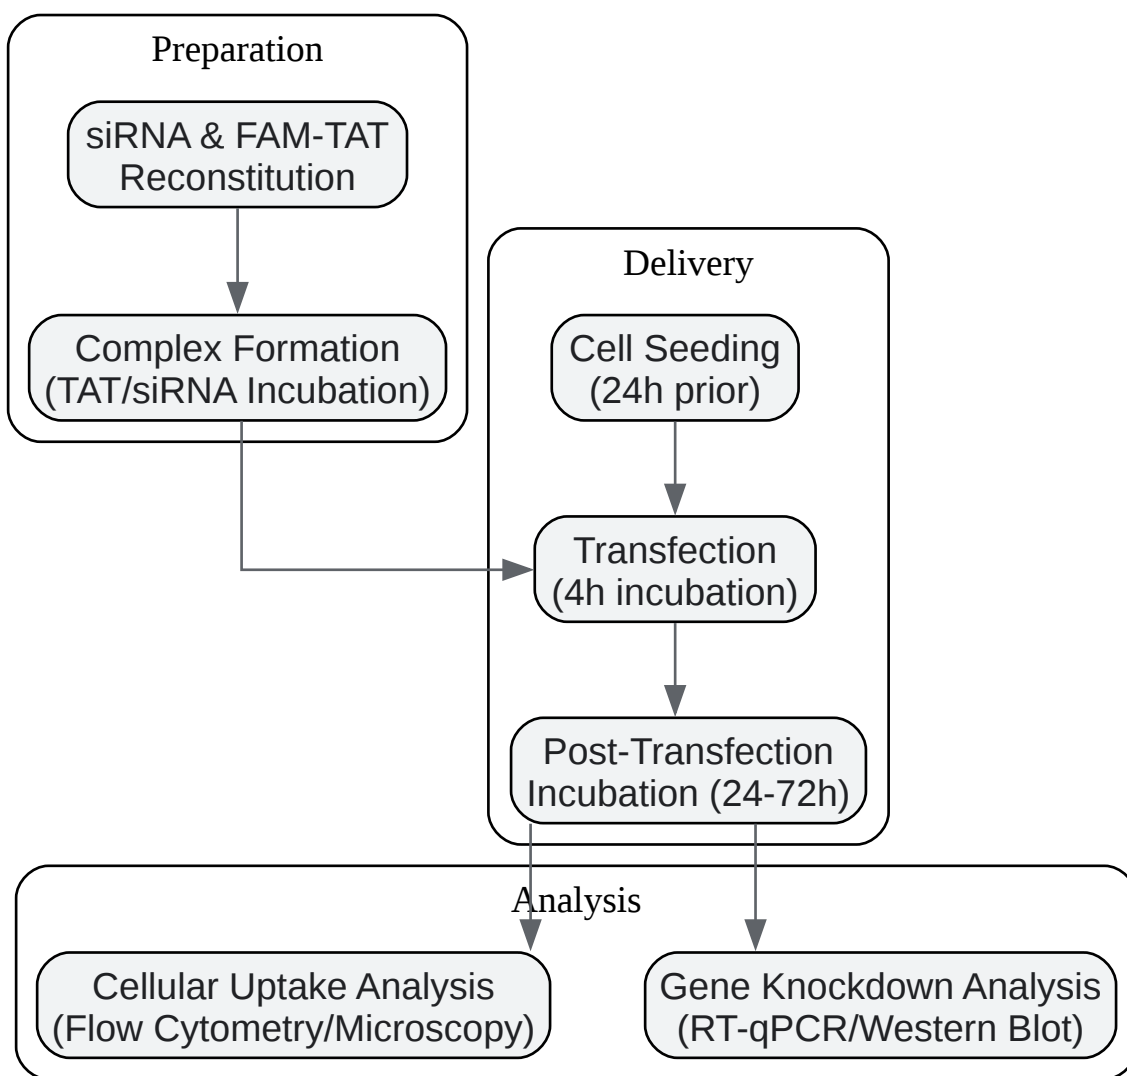 Preparation
siRNA & FAM-TAT
Reconstitution
Complex Formation
(TAT/siRNA Incubation)
Delivery
Cell Seeding
(24h prior)
Transfection
(4h incubation)
Post-Transfection
Incubation (24-72h)
Analysis
Cellular Uptake Analysis
(Flow Cytometry/Microscopy)
Gene Knockdown Analysis
(RT-qPCR/Western Blot)